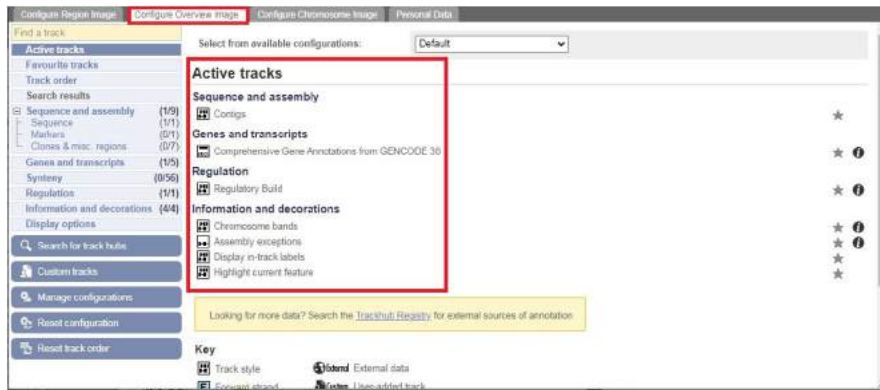 Configure Region Image Configure Overview Image Configure Chromosome Image Personal Data
Find a track
Active tracks
Favourite tracks
Track order
Search results
Sequence and assembly (1/9)
Sequence (1/1)
Markers (0/1)
Clones & misc. regions (0/7)
Genes and transcripts (1/5)
Synteny (0/56)
Regulation (1/1)
Information and decorations (4/4)
Display options
Search for track hubs
Custom tracks
Manage configurations
Reset configuration
Reset track order
Select from available configurations: Default
Active tracks
Sequence and assembly
Contigs
Genes and transcripts
Comprehensive Gene Annotations from GENCODE 36
Regulation
Regulatory Build
Information and decorations
Chromosome bands
Assembly exceptions
Display in-track labels
Highlight current feature
Looking for more data? Search the Trackhub Registry for external sources of annotation
Key
Track style External External data
F Forward strand Custom User-added track